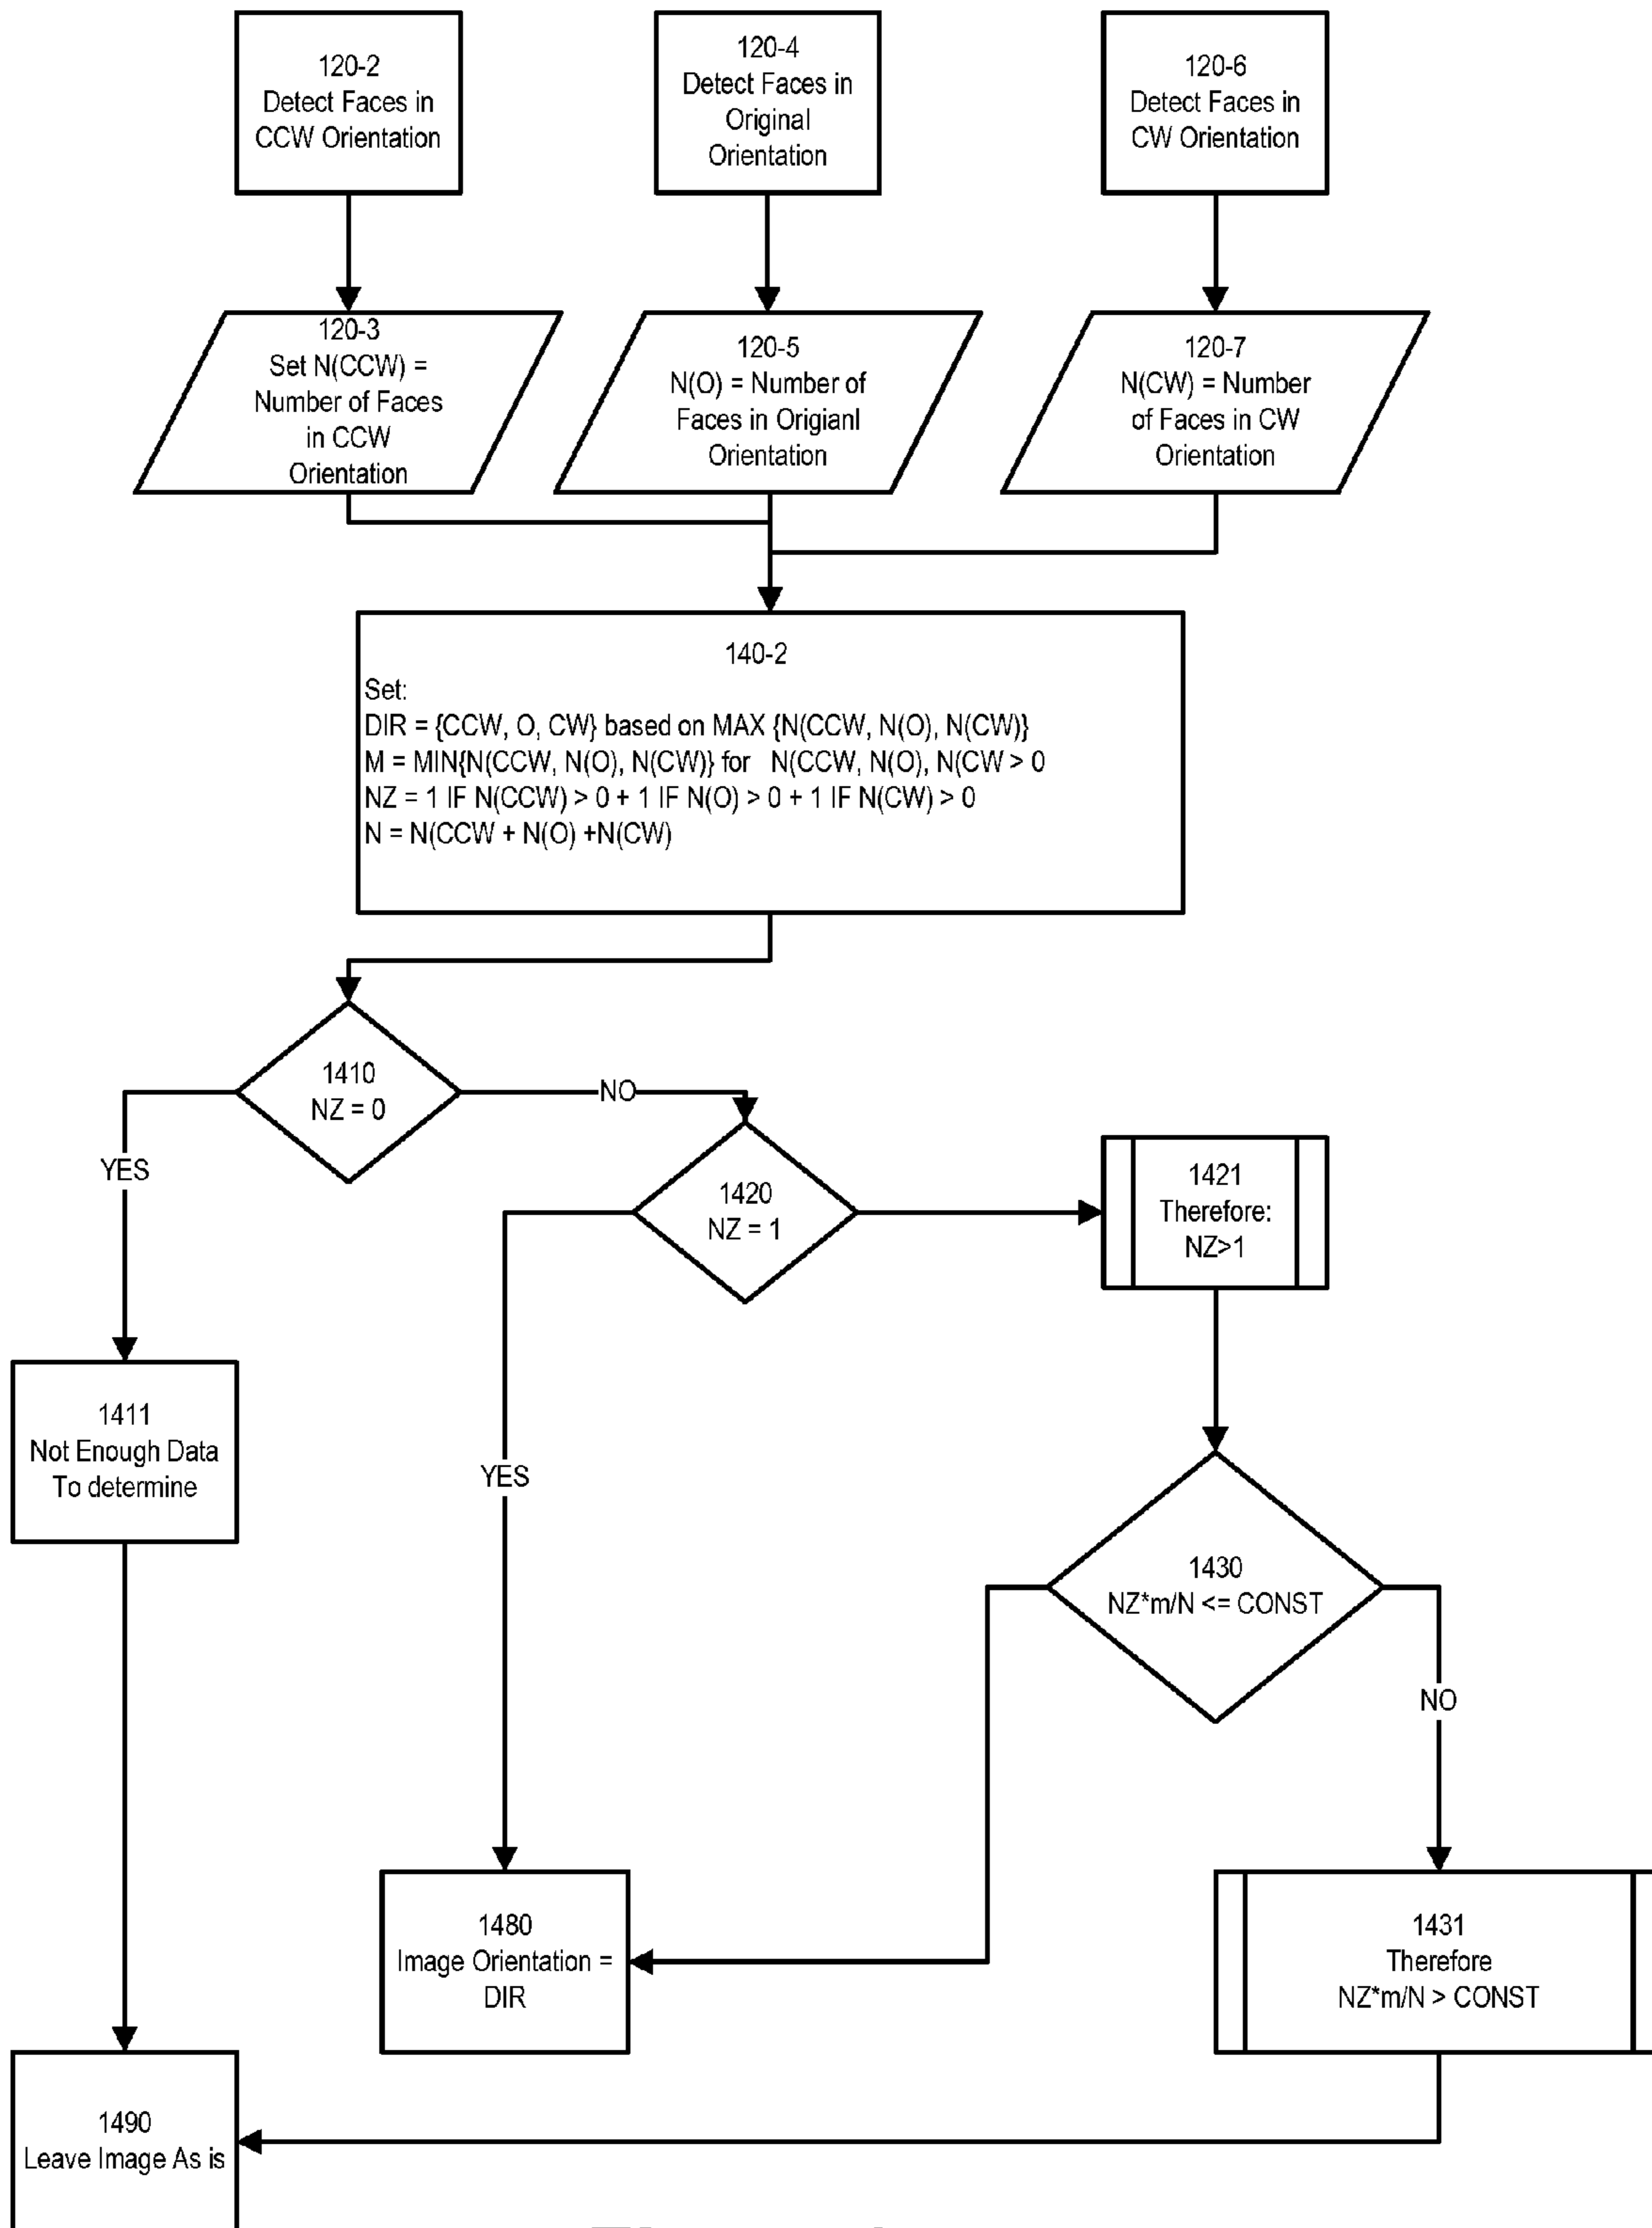 120-2
Detect Faces in
CCW Orientation
120-4
Detect Faces in
Original
Orientation
120-6
Detect Faces in
CW Orientation
120-3
Set N(CCW) =
Number of Faces
in CCW
Orientation
120-5
N(O) = Number of
Faces in Origianl
Orientation
120-7
N(CW) = Number
of Faces in CW
Orientation
140-2
Set:
DIR = {CCW, O, CW} based on MAX {N(CCW, N(O), N(CW)}
M = MIN{N(CCW, N(O), N(CW)} for N(CCW, N(O), N(CW > 0
NZ = 1 IF N(CCW) > 0 + 1 IF N(O) > 0 + 1 IF N(CW) > 0
N = N(CCW + N(O) +N(CW)
1410
NZ = 0
NO
YES
1420
NZ = 1
1421
Therefore:
NZ>1
1411
Not Enough Data
To determine
YES
1430
NZ*m/N <= CONST
NO
1480
Image Orientation =
DIR
1431
Therefore
NZ*m/N > CONST
1490
Leave Image As is